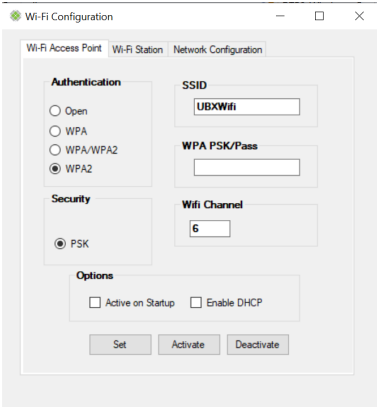 Wi-Fi Configuration
Wi-Fi Access Point Wi-Fi Station Network Configuration
Authentication
Open
WPA
WPA/WPA2
WPA2
SSID
UBXWifi
WPA PSK/Pass
Security
PSK
Wifi Channel
6
Options
Active on Startup Enable DHCP
Set Activate Deactivate